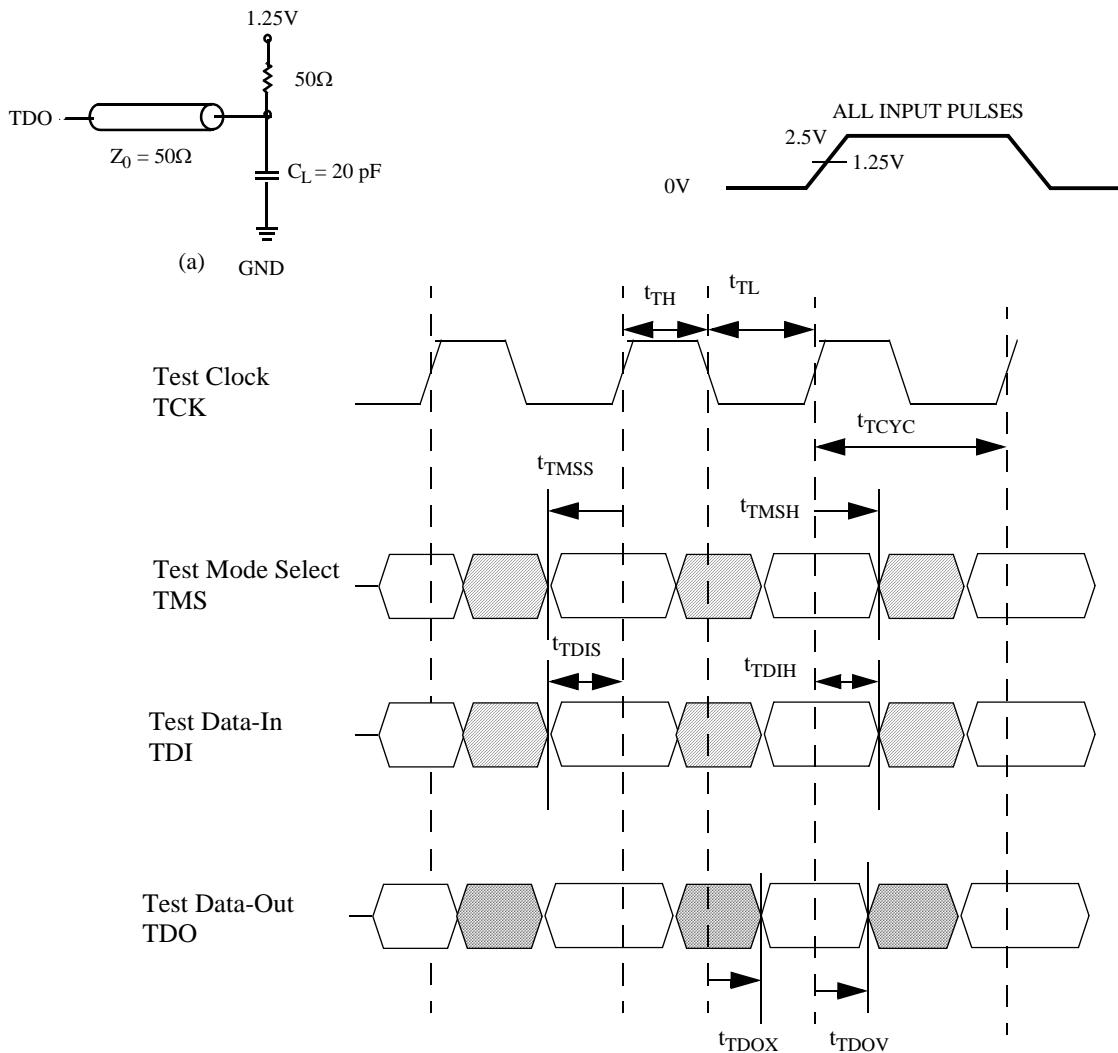 1.25V
50Ω
TDO
Z0 = 50Ω
CL = 20 pF
(a)
GND
ALL INPUT PULSES
2.5V
1.25V
0V
tTH
tTL
Test Clock
TCK
tTCYC
tTMSS
tTMSH
Test Mode Select
TMS
tTDIS
tTDIH
Test Data-In
TDI
Test Data-Out
TDO
tTDOX
tTDOV